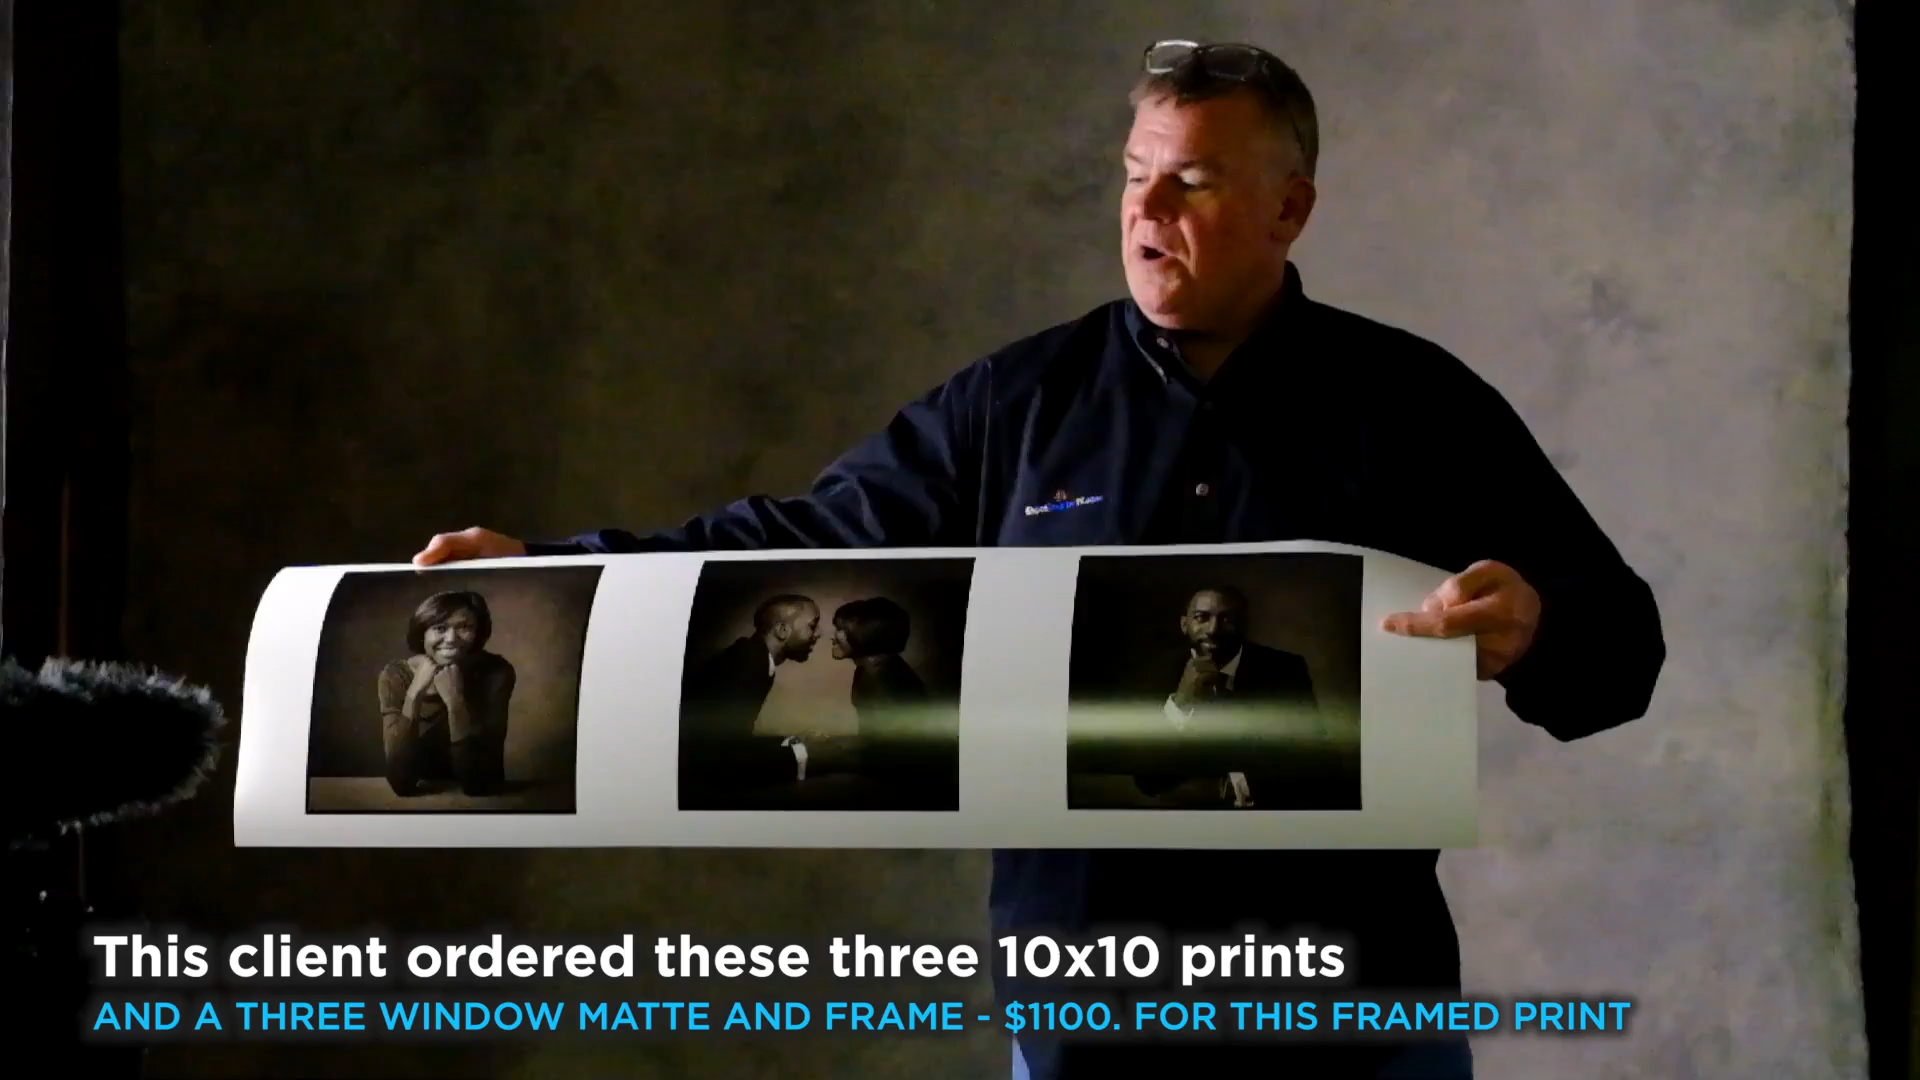 This client ordered these three 10x10 prints
AND A THREE WINDOW MATTE AND FRAME - $1100. FOR THIS FRAMED PRINT